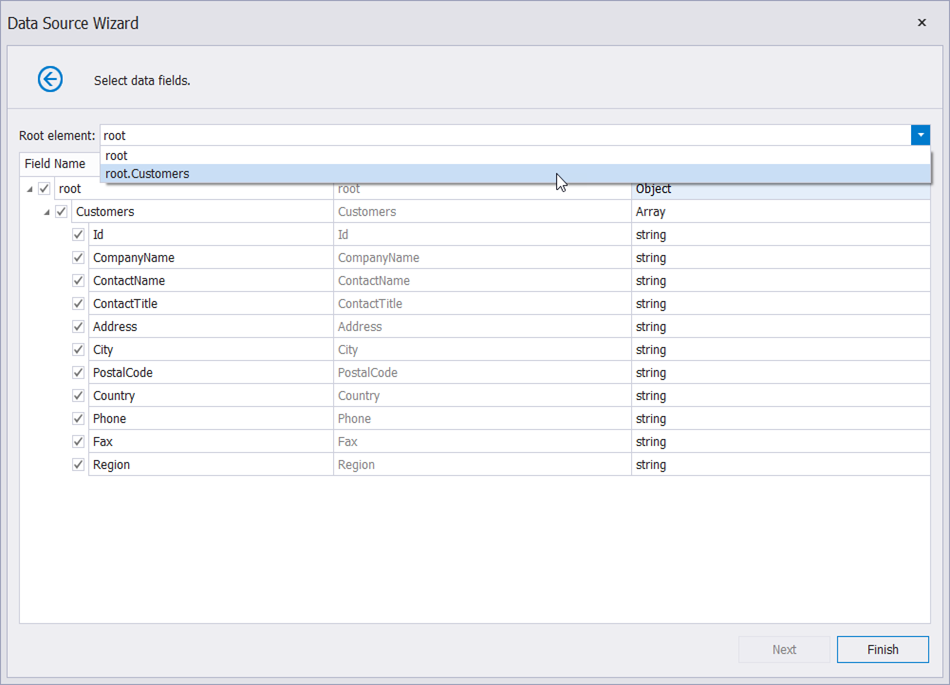 Data Source Wizard
Select data fields.
Root element: root
root
Field Name
root.Customers
root root Object
Customers Customers Array
Id Id string
CompanyName CompanyName string
ContactName ContactName string
ContactTitle ContactTitle string
Address Address string
City City string
PostalCode PostalCode string
Country Country string
Phone Phone string
Fax Fax string
Region Region string
Next Finish